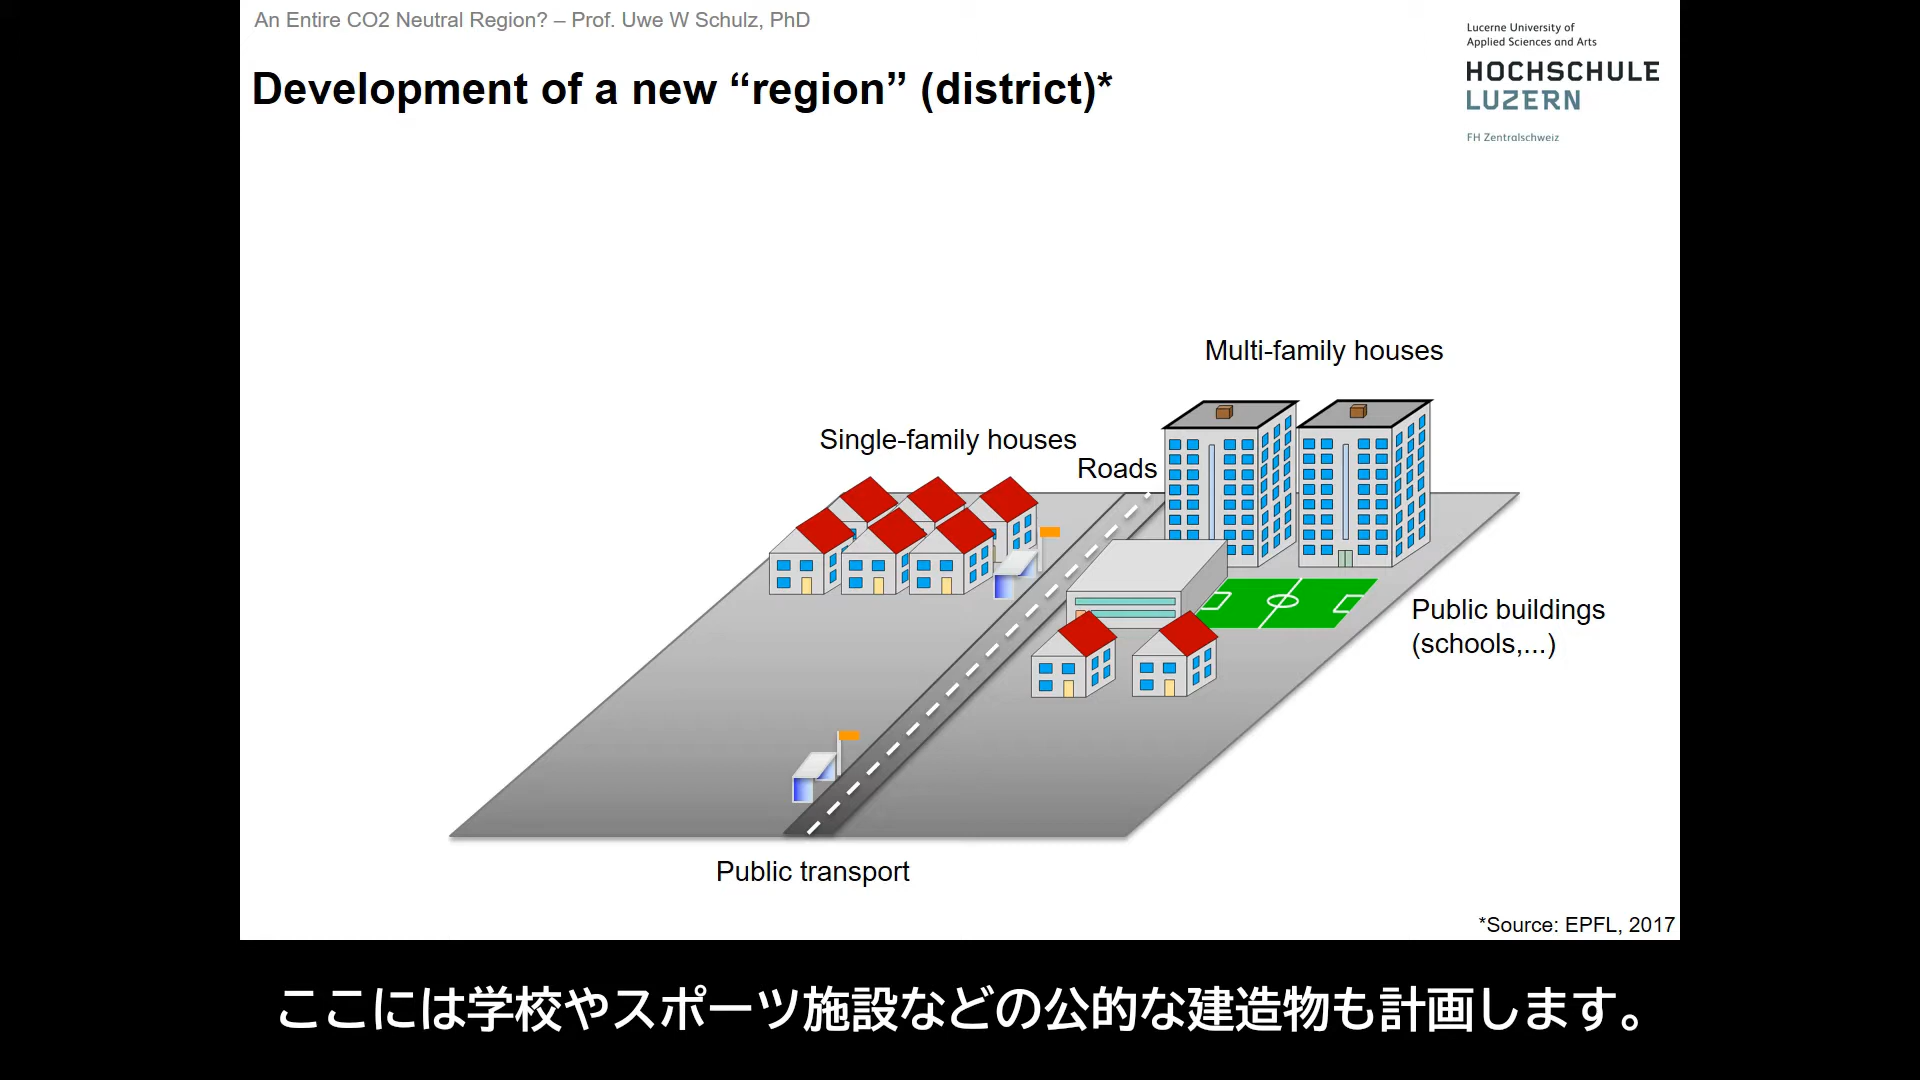 An Entire CO2 Neutral Region? – Prof. Uwe W Schulz, PhD
Lucerne University of
Applied Sciences and Arts
HOCHSCHULE
LUZERN
FH Zentralschweiz
Development of a new “region” (district)*
Multi-family houses
Single-family houses
Roads
Public buildings
(schools,...)
Public transport
*Source: EPFL, 2017
ここには学校やスポーツ施設などの公的な建造物も計画します。